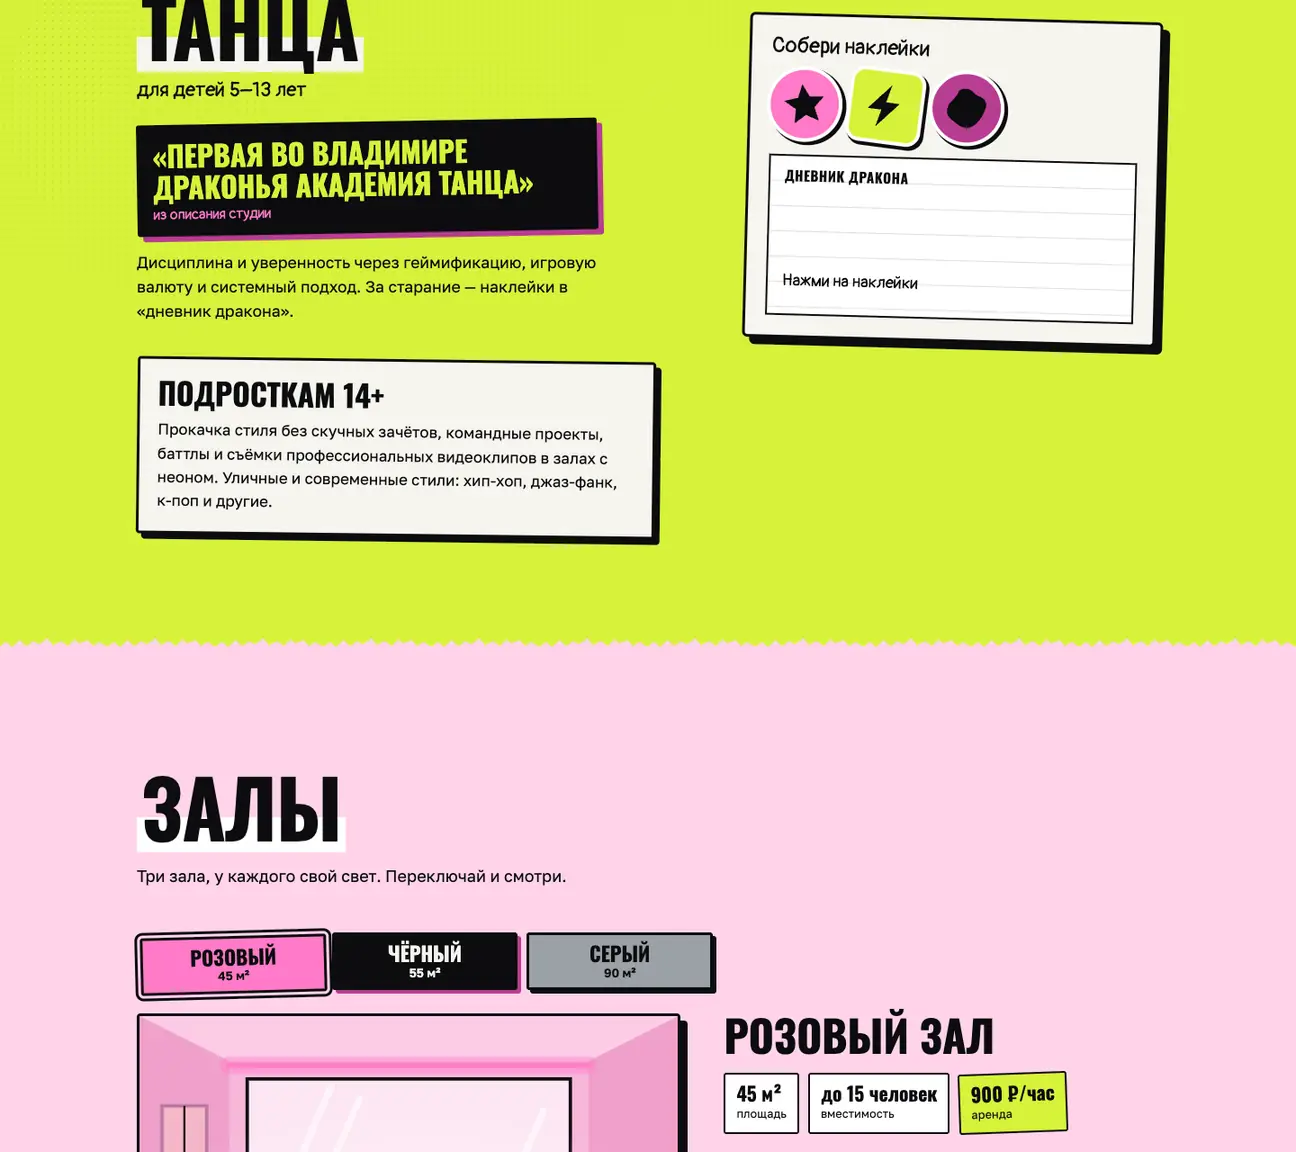 ТАНЦА
для детей 5–13 лет
«ПЕРВАЯ ВО ВЛАДИМИРЕ
ДРАКОНЬЯ АКАДЕМИЯ ТАНЦА»
из описания студии
Дисциплина и уверенность через геймификацию, игровую
валюту и системный подход. За старание — наклейки в
«дневник дракона».
ПОДРОСТКАМ 14+
Прокачка стиля без скучных зачётов, командные проекты,
баттлы и съёмки профессиональных видеоклипов в залах с
неоном. Уличные и современные стили: хип-хоп, джаз-фанк,
к-поп и другие.
Собери наклейки
ДНЕВНИК ДРАКОНА
Нажми на наклейки
ЗАЛЫ
Три зала, у каждого свой свет. Переключай и смотри.
РОЗОВЫЙ
45 м²
ЧЁРНЫЙ
55 м²
СЕРЫЙ
90 м²
РОЗОВЫЙ ЗАЛ
45 м²
площадь
до 15 человек
вместимость
900 ₽/час
аренда